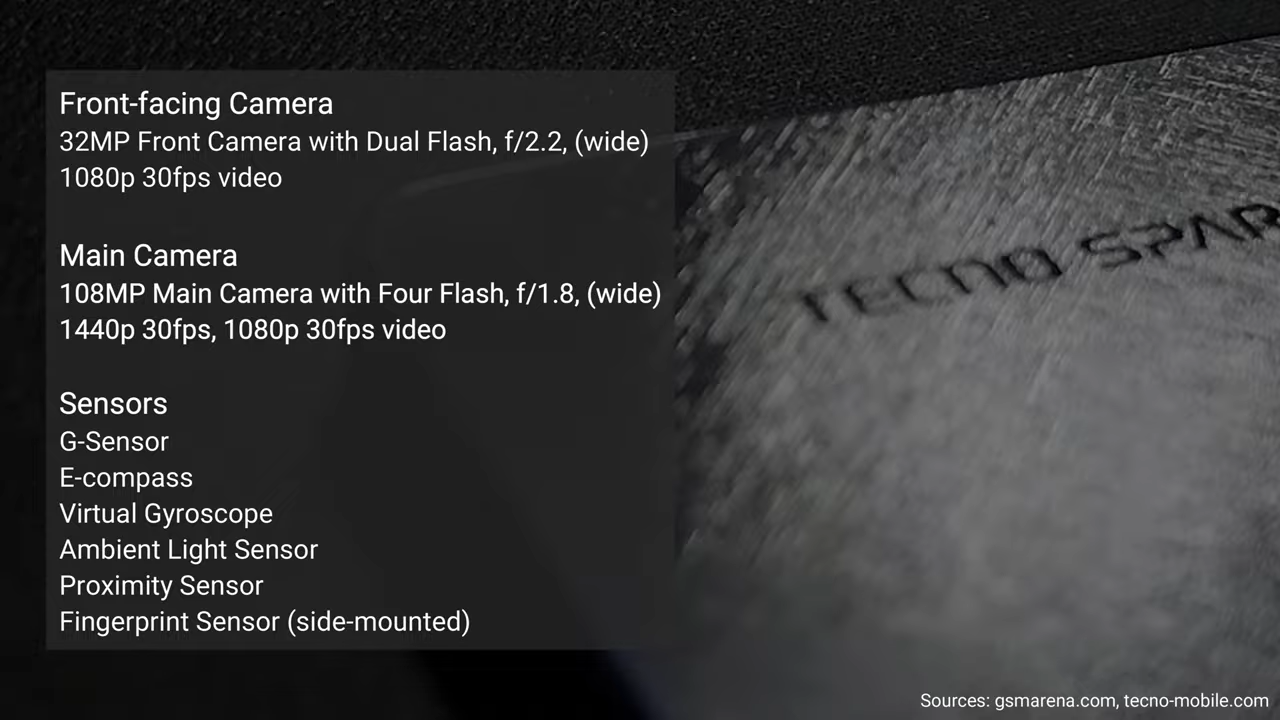 Front-facing Camera
32MP Front Camera with Dual Flash, f/2.2, (wide)
1080p 30fps video
Main Camera
108MP Main Camera with Four Flash, f/1.8, (wide)
1440p 30fps, 1080p 30fps video
Sensors
G-Sensor
E-compass
Virtual Gyroscope
Ambient Light Sensor
Proximity Sensor
Fingerprint Sensor (side-mounted)
TECNO SPAR
Sources: gsmarena.com, tecno-mobile.com